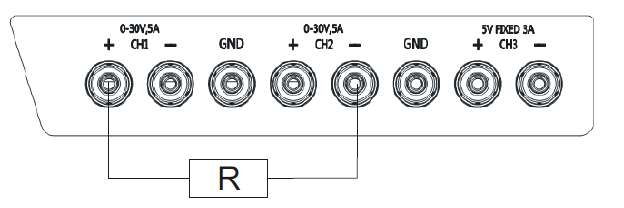 0-30V,5A 0-30V,5A 5V FIXED 3A
+ CH1 − GND + CH2 − GND + CH3 −
R